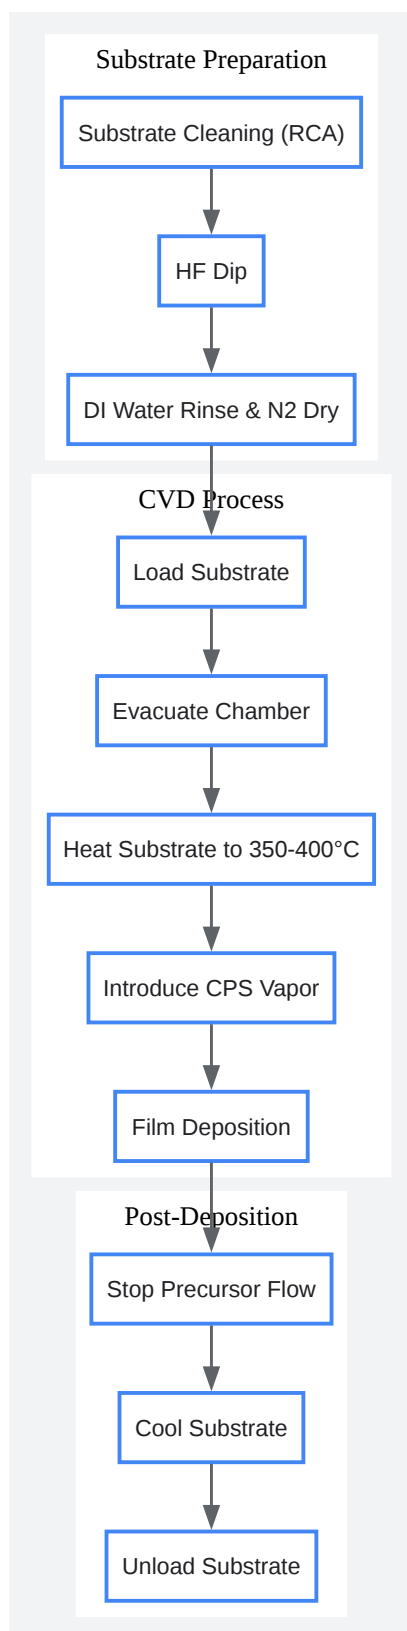 Substrate Preparation
Substrate Cleaning (RCA)
HF Dip
DI Water Rinse & N2 Dry
CVD Process
Load Substrate
Evacuate Chamber
Heat Substrate to 350-400°C
Introduce CPS Vapor
Film Deposition
Post-Deposition
Stop Precursor Flow
Cool Substrate
Unload Substrate